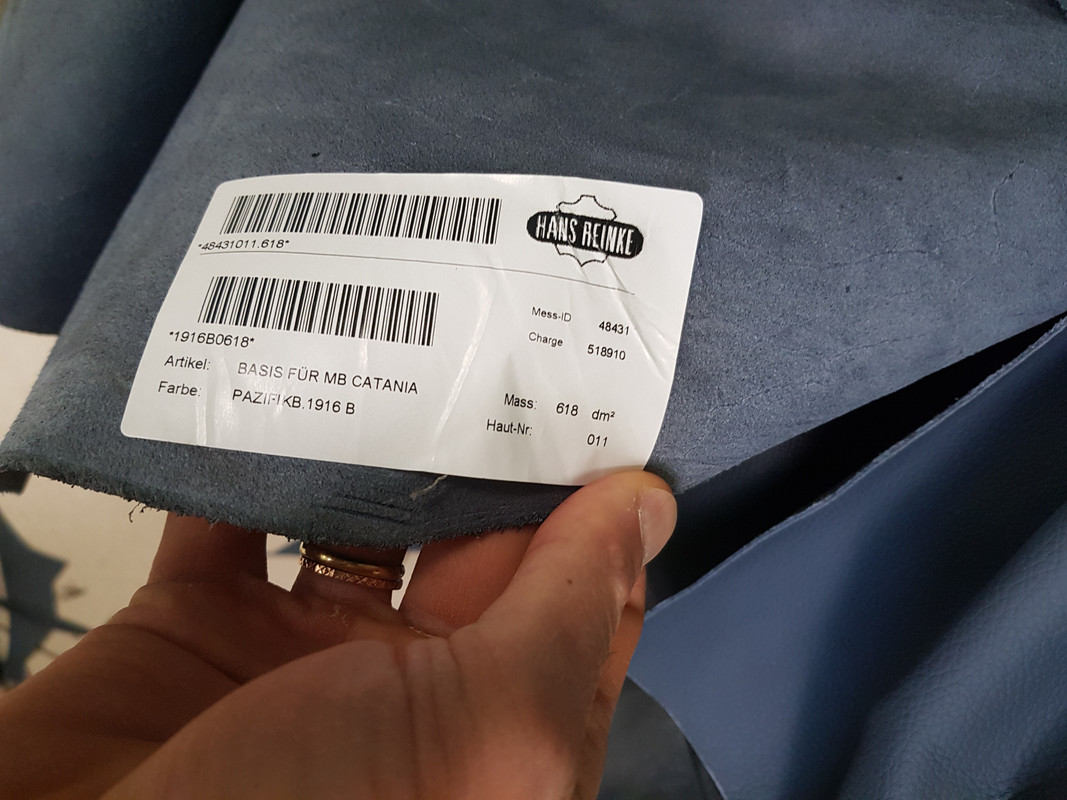 *48431011.618*
HANS REINKE
*1916B0618*
Mess-ID 48431
Charge 518910
Artikel: BASIS FÜR MB CATANIA
Farbe: PAZIFIKB.1916 B
Mass: 618 dm²
Haut-Nr: 011